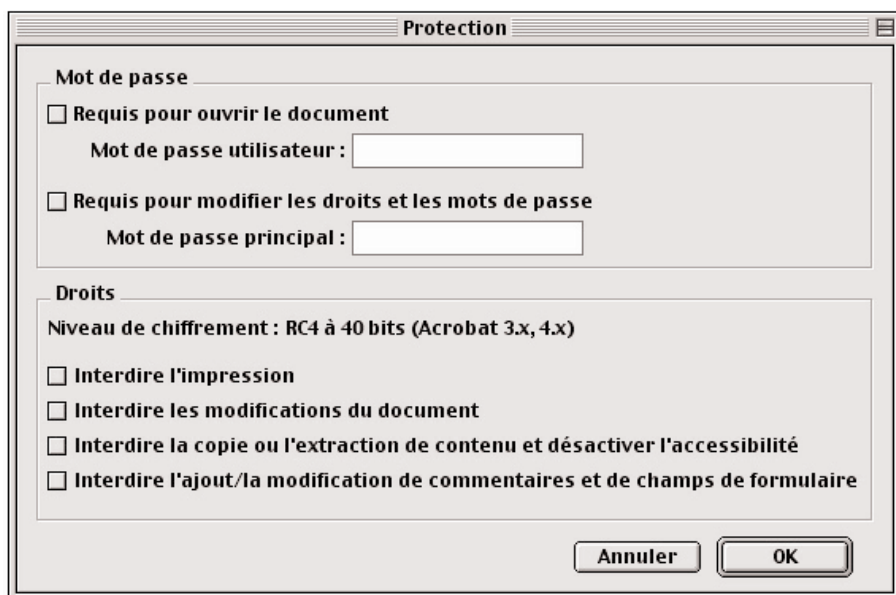 Protection
Mot de passe
Requis pour ouvrir le document
Mot de passe utilisateur :
Requis pour modifier les droits et les mots de passe
Mot de passe principal :
Droits
Niveau de chiffrement : RC4 à 40 bits (Acrobat 3.x, 4.x)
Interdire l'impression
Interdire les modifications du document
Interdire la copie ou l'extraction de contenu et désactiver l'accessibilité
Interdire l'ajout/la modification de commentaires et de champs de formulaire
Annuler OK